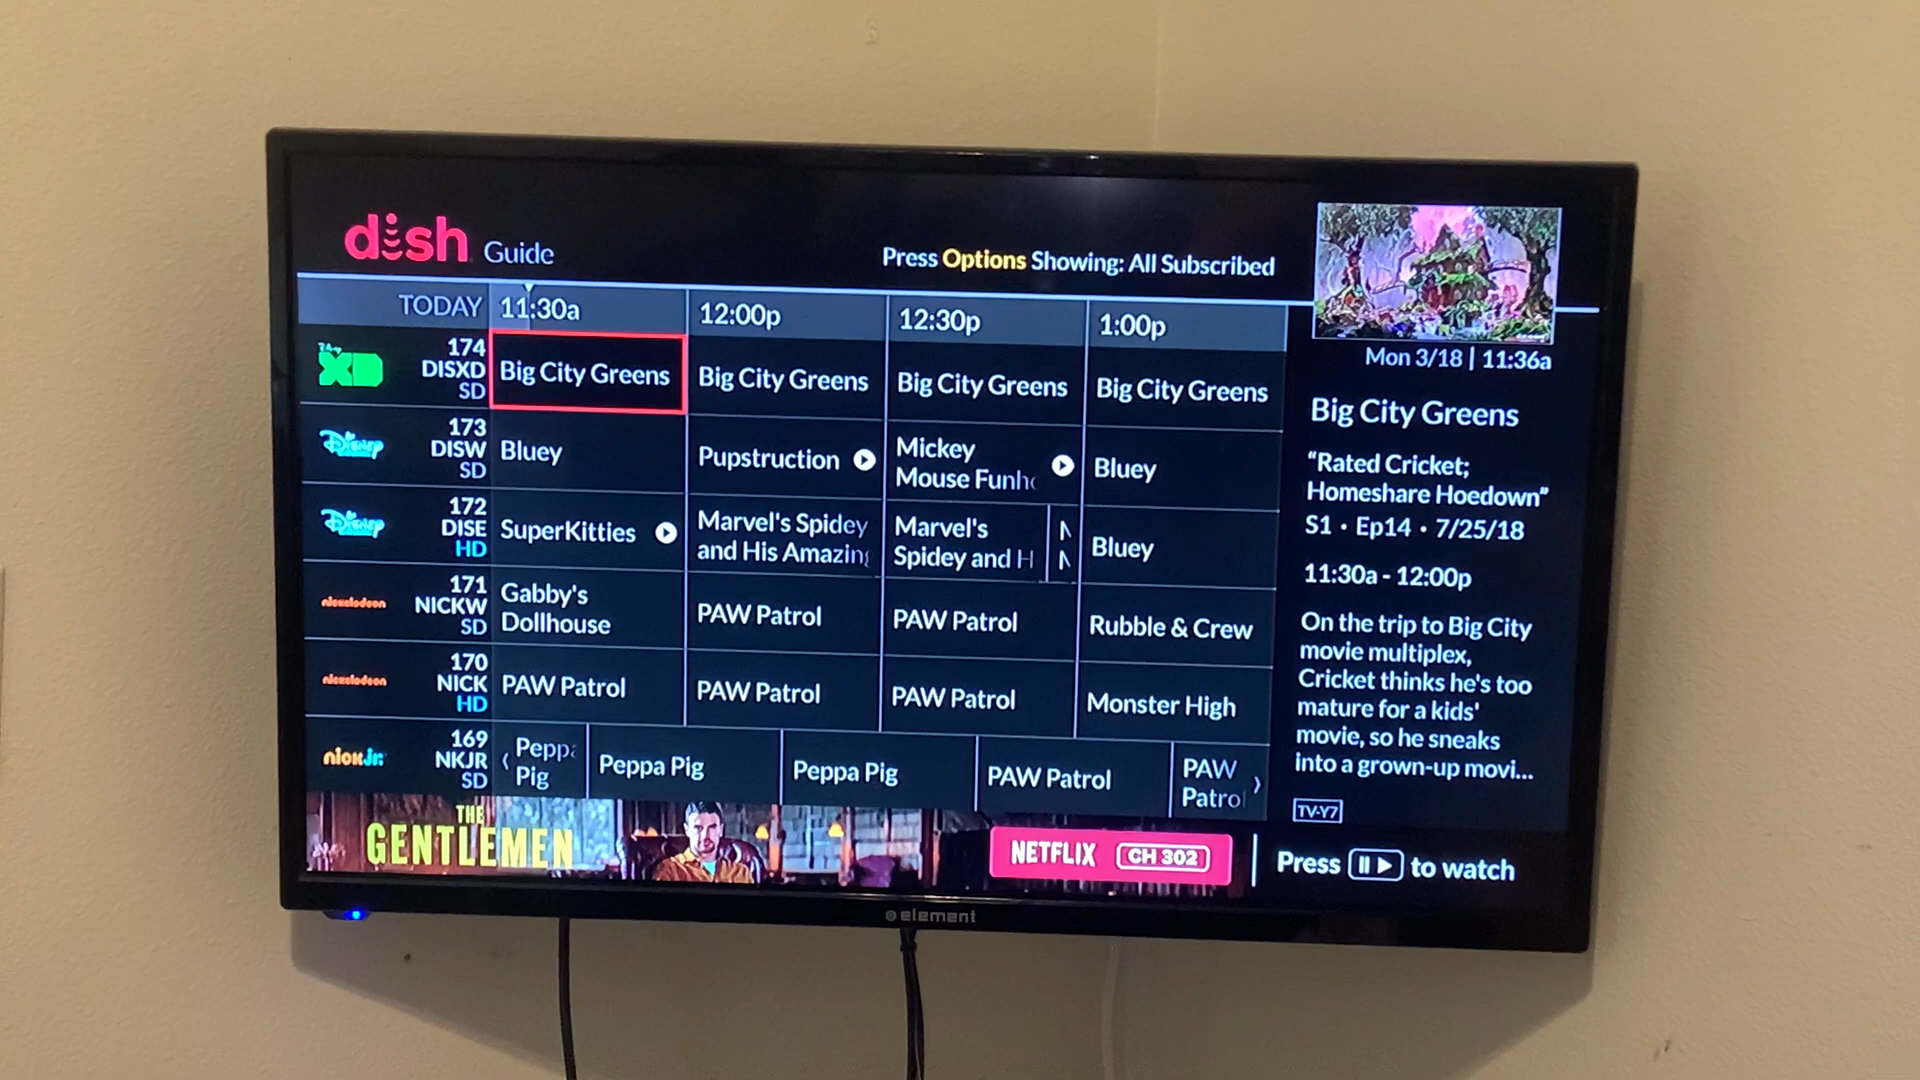 dish Guide
Press Options Showing: All Subscribed
TODAY 11:30a 12:00p 12:30p 1:00p
Mon 3/18 | 11:36a
XD
174
DISXD
SD
Big City Greens
Big City Greens
Big City Greens
Big City Greens
Disney
173
DISW
SD
Bluey
Pupstruction
Mickey
Mouse Funh
Bluey
Disney
172
DISE
HD
SuperKitties
Marvel's Spidey
and His Amazing
Marvel's
Spidey and H
Bluey
nickelodeon
171
NICKW
SD
Gabby's
Dollhouse
PAW Patrol
PAW Patrol
Rubble & Crew
nickelodeon
170
NICK
HD
PAW Patrol
PAW Patrol
PAW Patrol
Monster High
nick jr.
169
NKJR
SD
Peppa
Pig
Peppa Pig
Peppa Pig
PAW Patrol
PAW
Patrol
Big City Greens
“Rated Cricket;
Homeshare Hoedown”
S1 • Ep14 • 7/25/18
11:30a - 12:00p
On the trip to Big City
movie multiplex,
Cricket thinks he's too
mature for a kids'
movie, so he sneaks
into a grown-up movi...
TV-Y7
THE
GENTLEMEN
NETFLIX CH 302
Press to watch
element